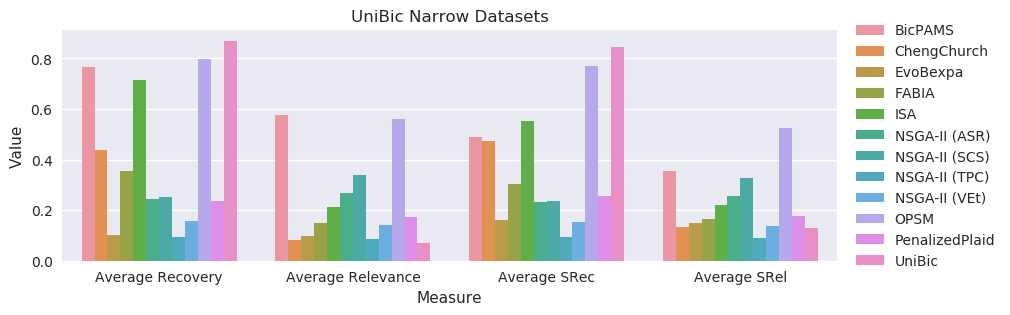 UniBic Narrow Datasets
Value
0.8
0.6
0.4
0.2
0.0
Average Recovery
Average Relevance
Average SRec
Average SRel
Measure
BicPAMS
ChengChurch
EvoBexpa
FABIA
ISA
NSGA-II (ASR)
NSGA-II (SCS)
NSGA-II (TPC)
NSGA-II (VEt)
OPSM
PenalizedPlaid
UniBic